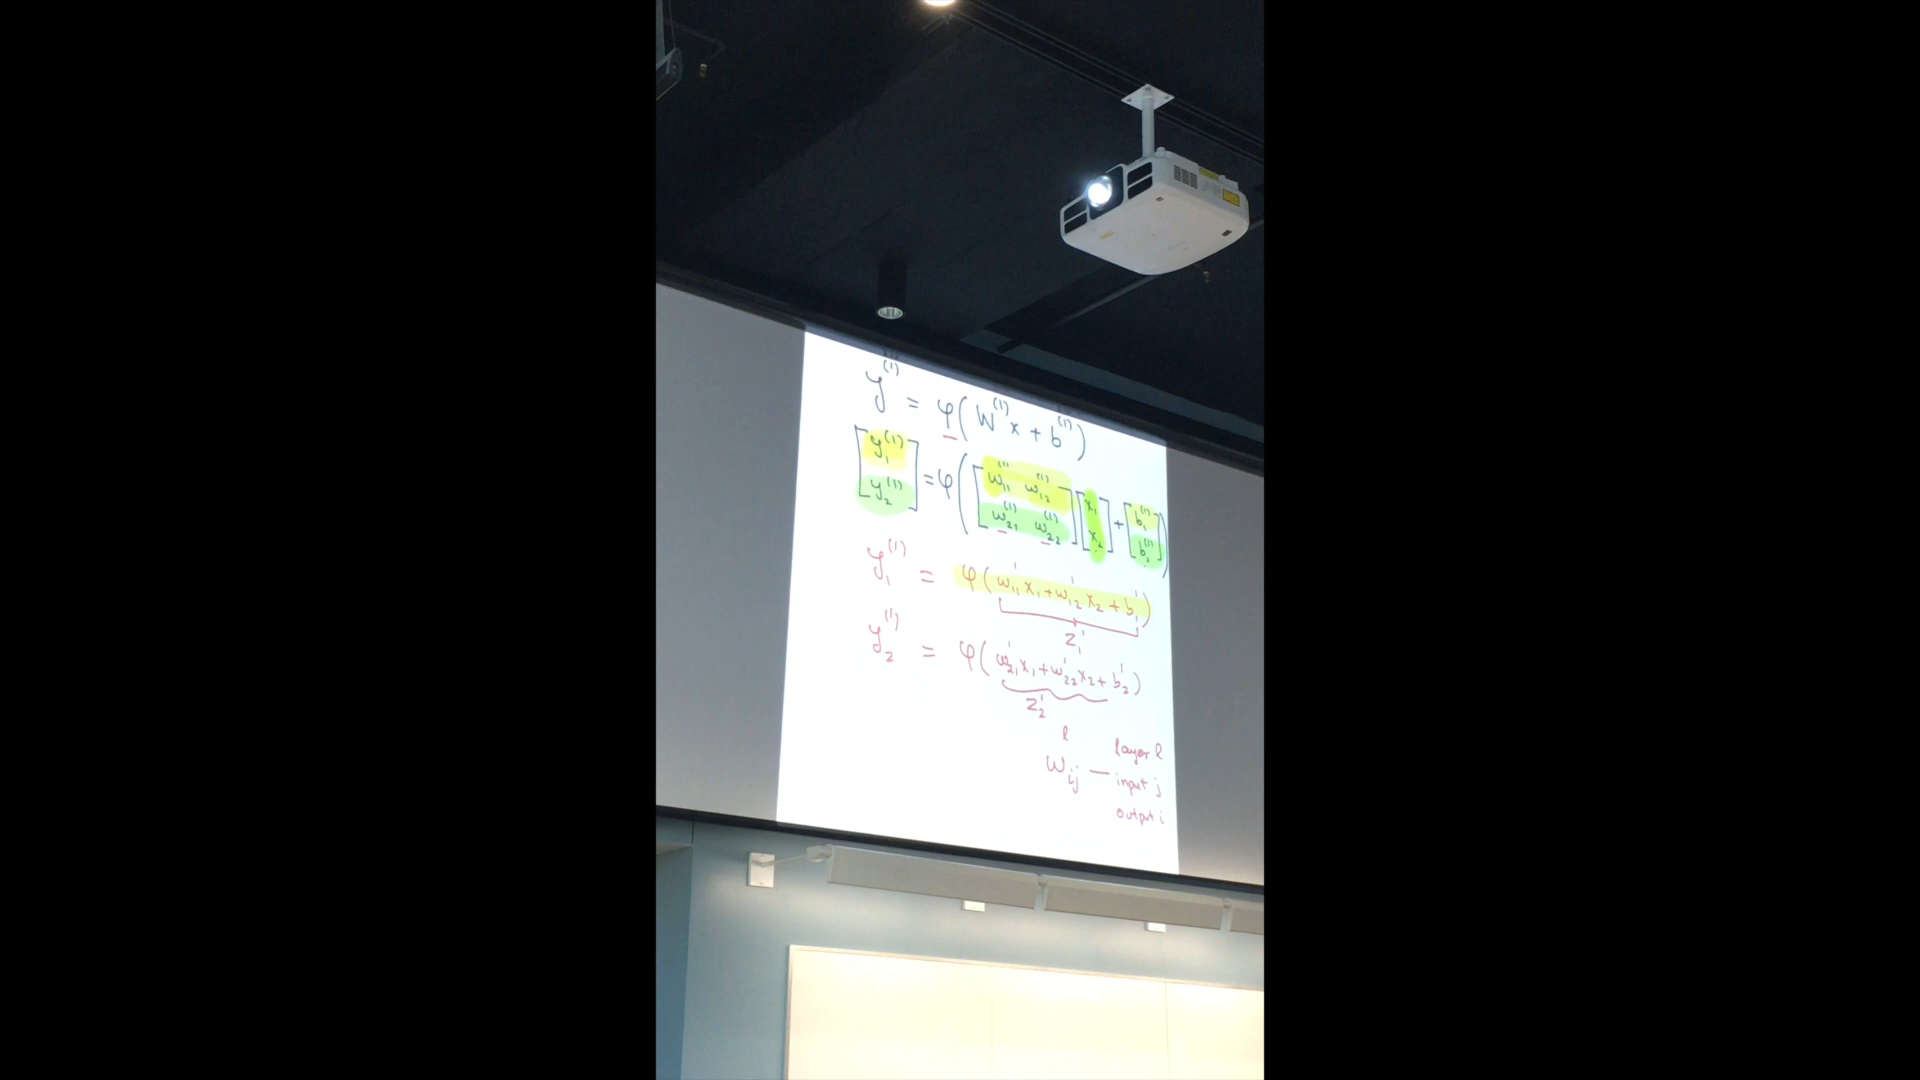 y^(1) = φ(W^(1) x + b^(1))
[y_1^(1) y_2^(1)] = φ([w_11^(1) w_12^(1) w_21^(1) w_22^(1)] [x_1 x_2] + [b_1^(1) b_2^(1)])
y_1^(1) = φ(w_11^1 x_1 + w_12^1 x_2 + b_1^1)
z_1^1
y_2^(1) = φ(w_21^1 x_1 + w_22^1 x_2 + b_2^1)
z_2^1
w_ij^l — layer l
input j
output i